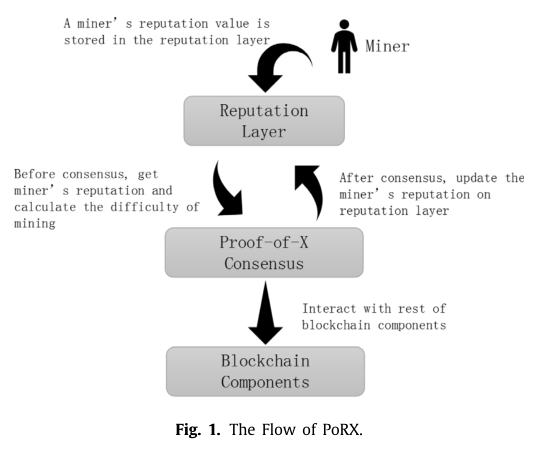 A miner’s reputation value is
stored in the reputation layer
Miner
Reputation
Layer
Before consensus, get
miner’s reputation and
calculate the difficulty of
mining
After consensus, update the
miner’s reputation on
reputation layer
Proof-of-X
Consensus
Interact with rest of
blockchain components
Blockchain
Components
Fig. 1. The Flow of PoRX.